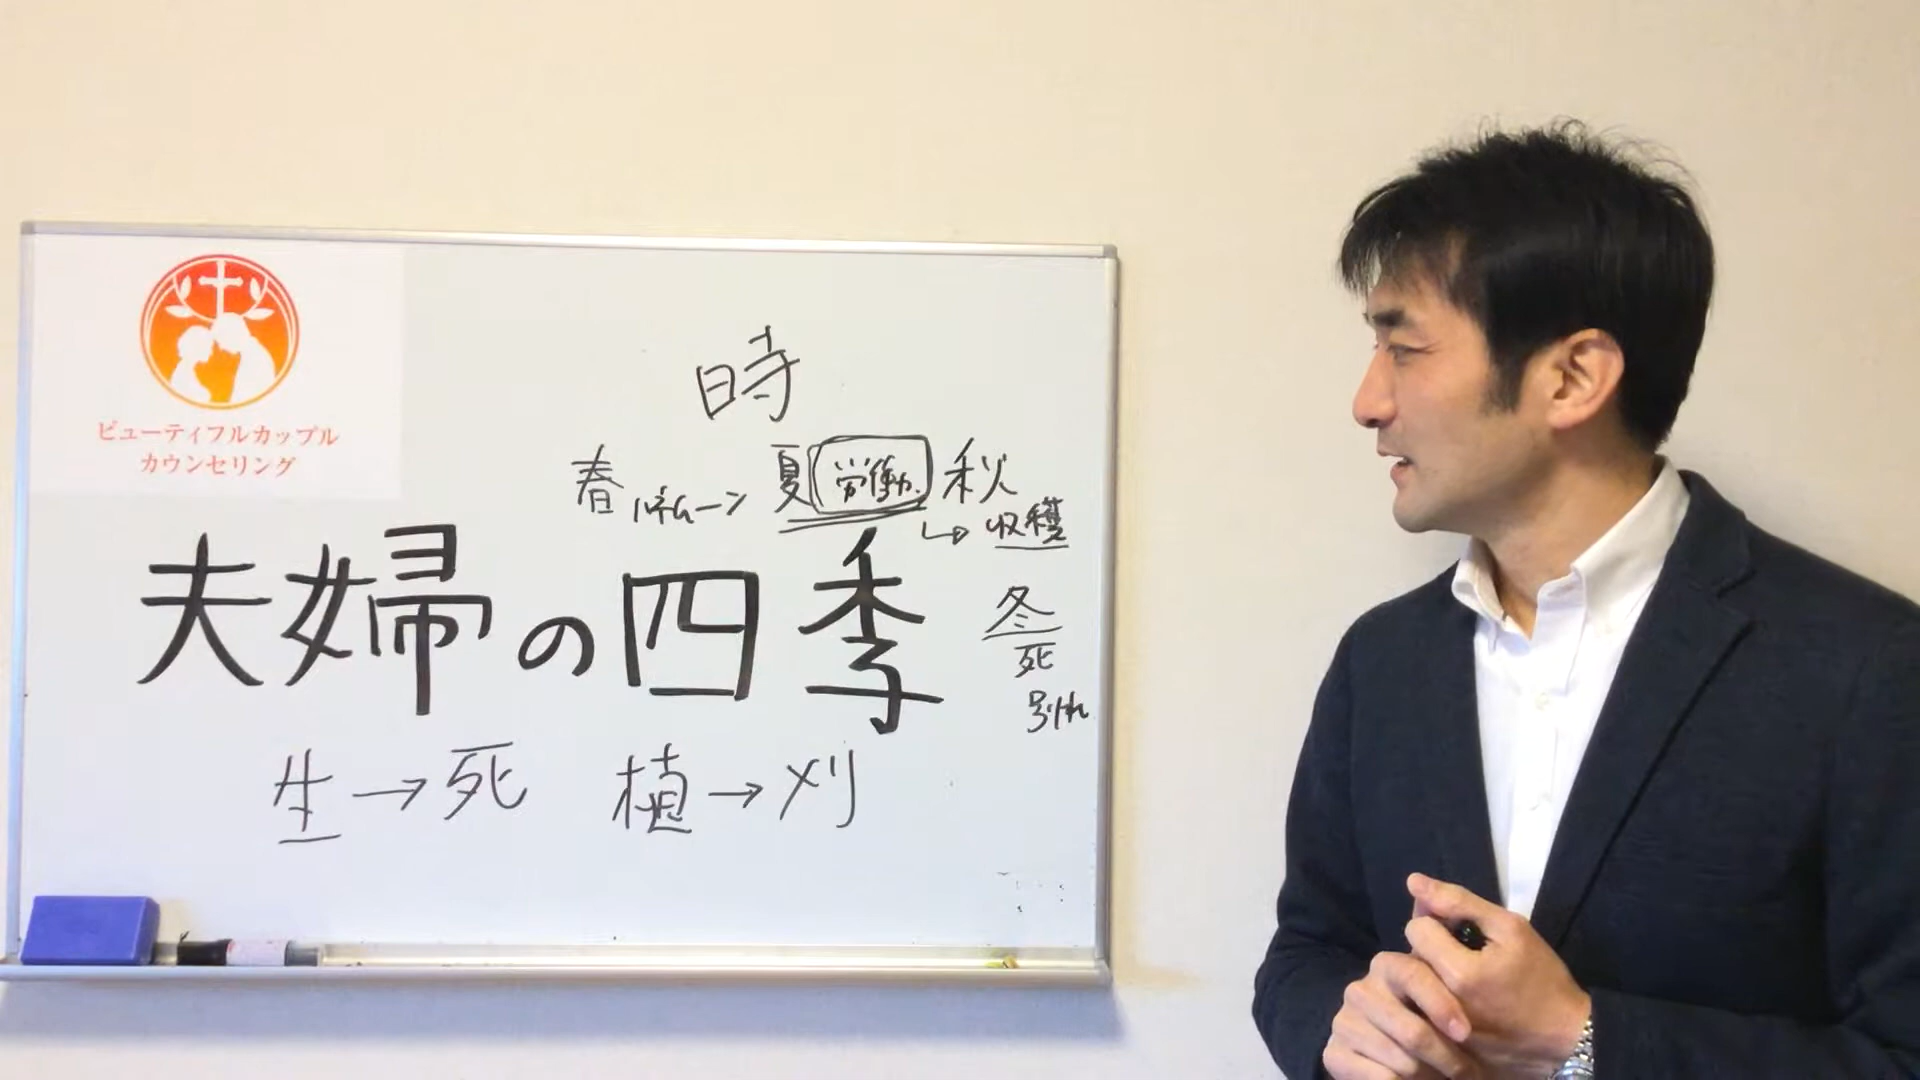 ビューティフルカップル
カウンセリング
時
春 ハネムーン 夏 労働 秋
→ 収穫
夫婦の四季
冬
死
別れ
生→死 植→刈